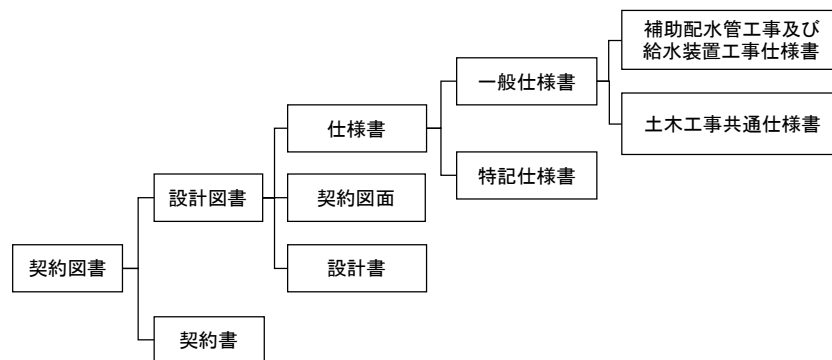 補助配水管工事及び
給水装置工事仕様書
一般仕様書
仕様書
土木工事共通仕様書
設計図書
契約図面
特記仕様書
契約図書
設計書
契約書